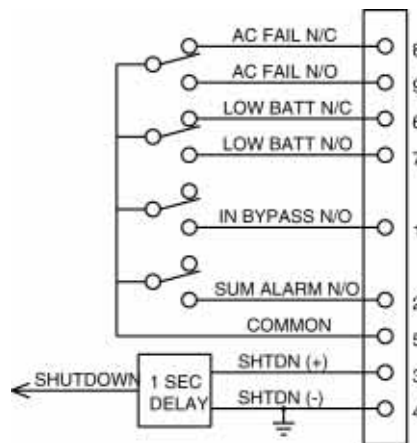 AC FAIL N/C
8
AC FAIL N/O
9
LOW BATT N/C
6
LOW BATT N/O
7
IN BYPASS N/O
1
SUM ALARM N/O
2
COMMON
5
SHTDN (+)
3
SHUTDOWN
1 SEC
DELAY
SHTDN (-)
4